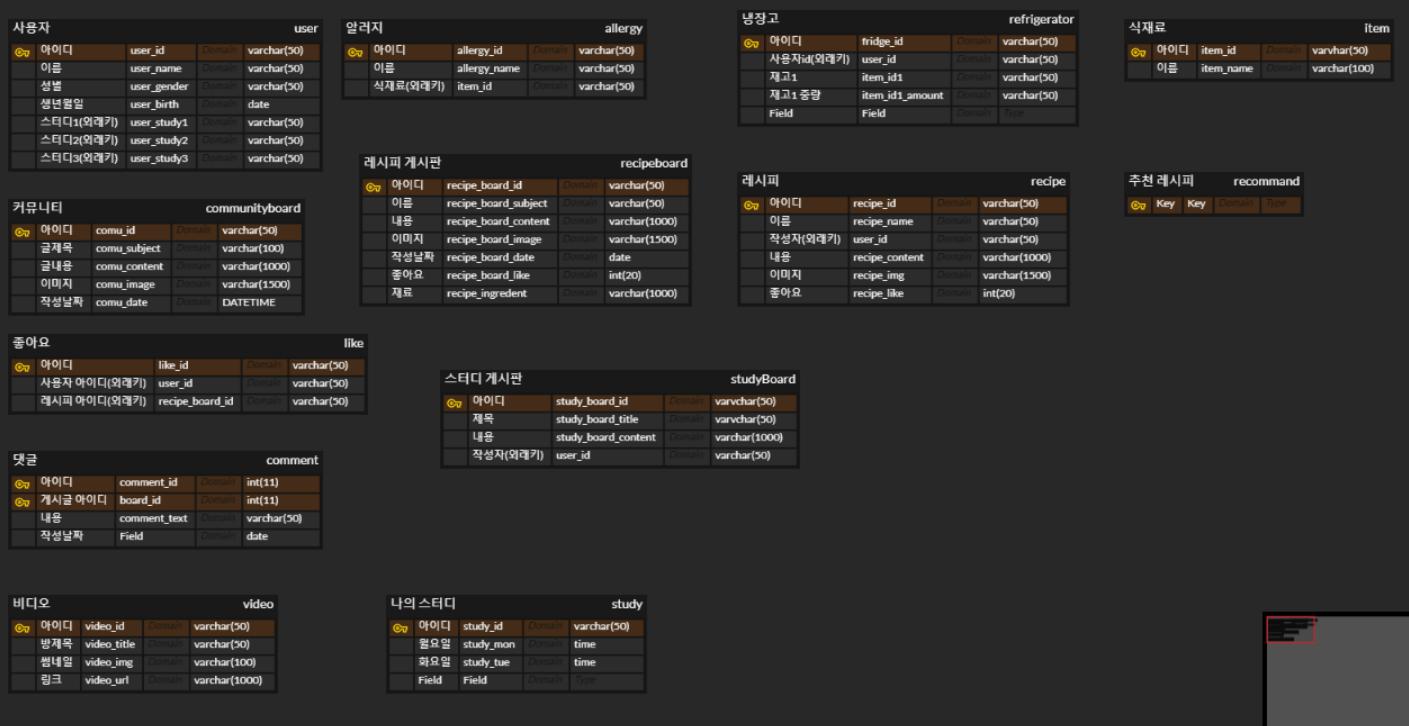 사용자 user
아이디 user_id Domain varchar(50)
이름 user_name Domain varchar(50)
성별 user_gender Domain varchar(50)
생년월일 user_birth Domain date
스터디1(외래키) user_study1 Domain varchar(50)
스터디2(외래키) user_study2 Domain varchar(50)
스터디3(외래키) user_study3 Domain varchar(50)
알러지 allergy
아이디 allergy_id Domain varchar(50)
이름 allergy_name Domain varchar(50)
식재료(외래키) item_id Domain varchar(50)
냉장고 refrigerator
아이디 fridge_id Domain varchar(50)
사용자id(외래키) user_id Domain varchar(50)
재고1 item_id1 Domain varchar(50)
재고1 중량 item_id1_amount Domain varchar(50)
Field Field Domain Type
식재료 item
아이디 item_id Domain varvhar(50)
이름 item_name Domain varchar(100)
커뮤니티 communityboard
아이디 comu_id Domain varchar(50)
글제목 comu_subject Domain varchar(100)
글내용 comu_content Domain varchar(1000)
이미지 comu_image Domain varchar(1500)
작성날짜 comu_date Domain DATETIME
레시피 게시판 recipeboard
아이디 recipe_board_id Domain varchar(50)
이름 recipe_board_subject Domain varchar(50)
내용 recipe_board_content Domain varchar(1000)
이미지 recipe_board_image Domain varchar(1500)
작성날짜 recipe_board_date Domain date
좋아요 recipe_board_like Domain int(20)
재료 recipe_ingredent Domain varchar(1000)
레시피 recipe
아이디 recipe_id Domain varchar(50)
이름 recipe_name Domain varchar(50)
작성자(외래키) user_id Domain varchar(50)
내용 recipe_content Domain varchar(1000)
이미지 recipe_img Domain varchar(1500)
좋아요 recipe_like Domain int(20)
추천 레시피 recommand
Key Key Domain Type
좋아요 like
아이디 like_id Domain varchar(50)
사용자 아이디(외래키) user_id Domain varchar(50)
레시피 아이디(외래키) recipe_board_id Domain varchar(50)
스터디 게시판 studyBoard
아이디 study_board_id Domain varvchar(50)
제목 study_board_title Domain varvchar(50)
내용 study_board_content Domain varchar(1000)
작성자(외래키) user_id Domain varchar(50)
댓글 comment
아이디 comment_id Domain int(11)
게시글 아이디 board_id Domain int(11)
내용 comment_text Domain varchar(50)
작성날짜 Field Domain date
비디오 video
아이디 video_id Domain varchar(50)
방제목 video_title Domain varchar(50)
썸네일 video_img Domain varchar(100)
링크 video_url Domain varchar(1000)
나의 스터디 study
아이디 study_id Domain varchar(50)
월요일 study_mon Domain time
화요일 study_tue Domain time
Field Field Domain Type